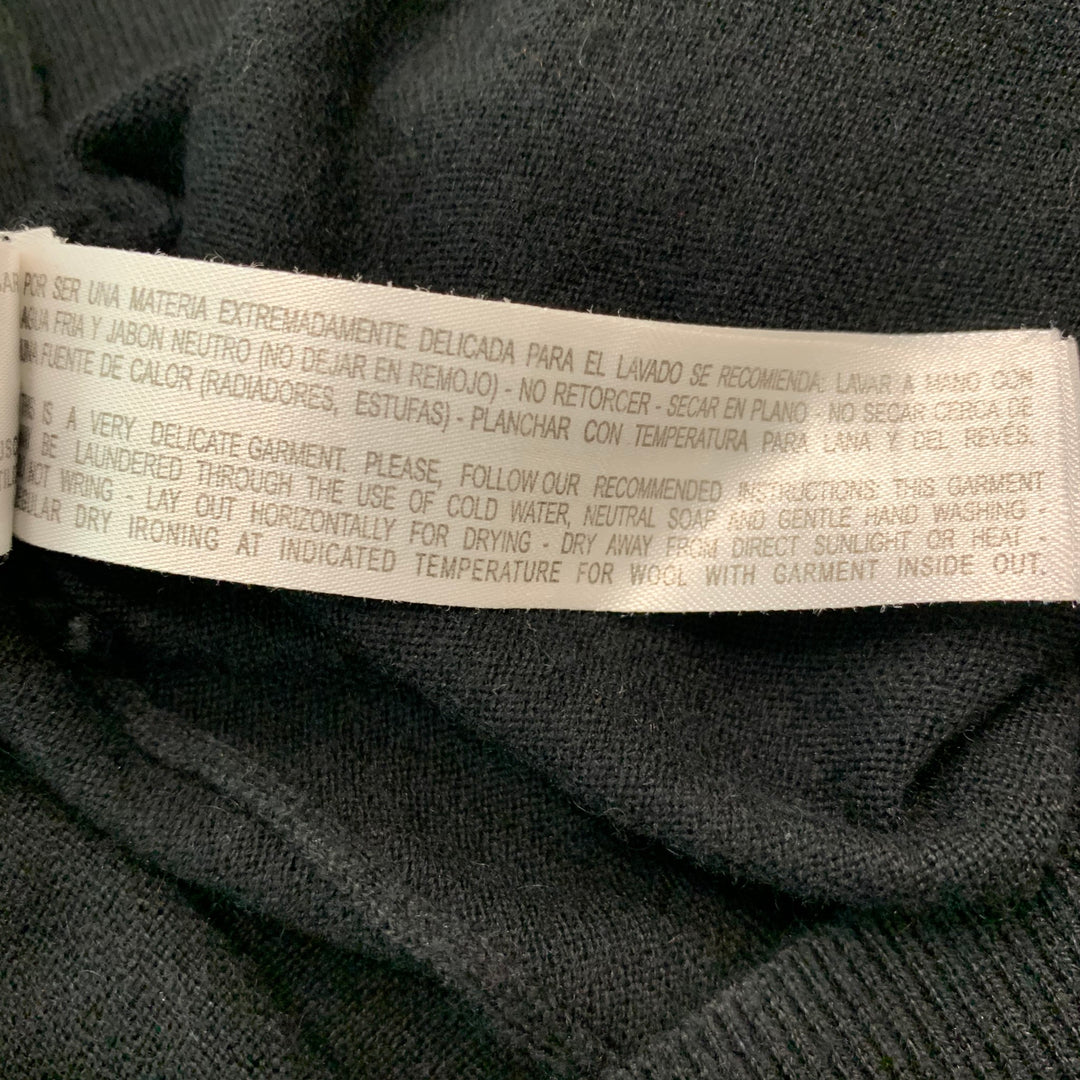 POR SER UNA MATERIA EXTREMADAMENTE DELICADA PARA EL LAVADO SE RECOMIENDA: LAVAR A MANO CON
AGUA FRIA Y JABON NEUTRO (NO DEJAR EN REMOJO) - NO RETORCER - SECAR EN PLANO - NO SECAR CERCA DE
UNA FUENTE DE CALOR (RADIADORES, ESTUFAS) - PLANCHAR CON TEMPERATURA PARA LANA Y DEL REVÉS.
IS A VERY DELICATE GARMENT. PLEASE, FOLLOW OUR RECOMMENDED INSTRUCTIONS. THIS GARMENT
BE LAUNDERED THROUGH THE USE OF COLD WATER, NEUTRAL SOAP AND GENTLE HAND WASHING -
NOT WRING - LAY OUT HORIZONTALLY FOR DRYING - DRY AWAY FROM DIRECT SUNLIGHT OR HEAT -
DRY IRONING AT INDICATED TEMPERATURE FOR WOOL WITH GARMENT INSIDE OUT.